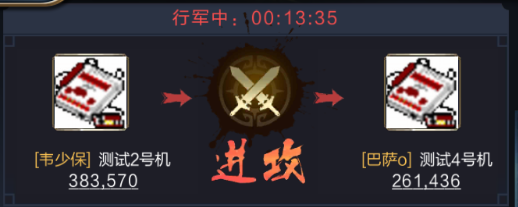 行军中：00:13:35
进攻
[韦少保] 测试2号机
383,570
[巴萨o] 测试4号机
261,436